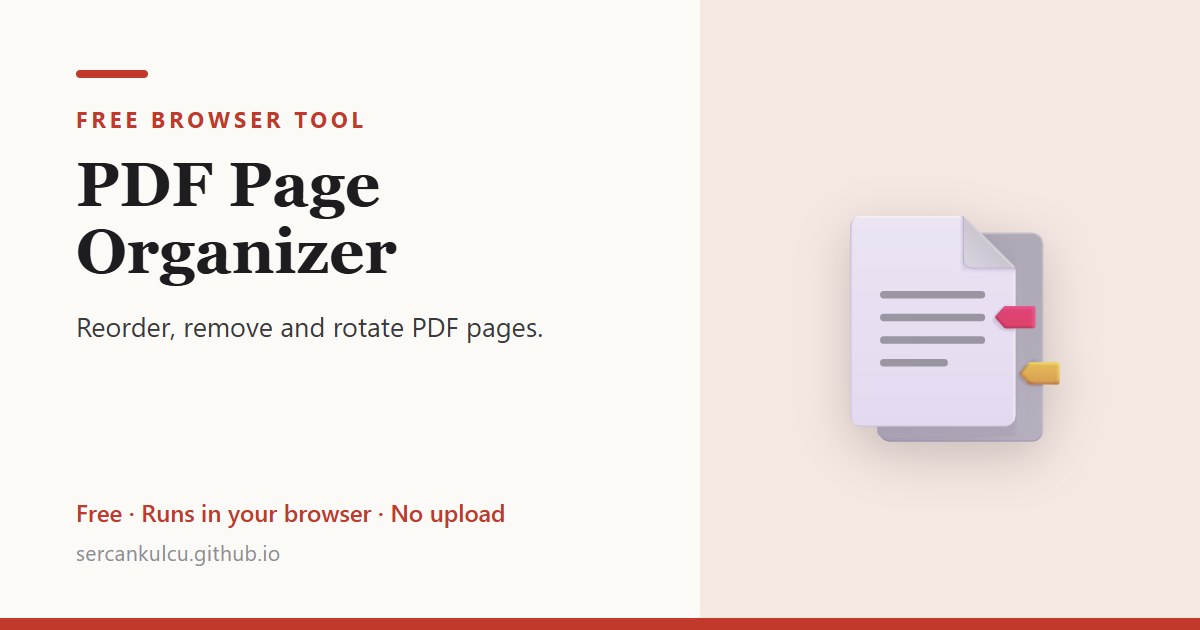 FREE BROWSER TOOL
PDF Page
Organizer
Reorder, remove and rotate PDF pages.
Free · Runs in your browser · No upload
sercankulcu.github.io